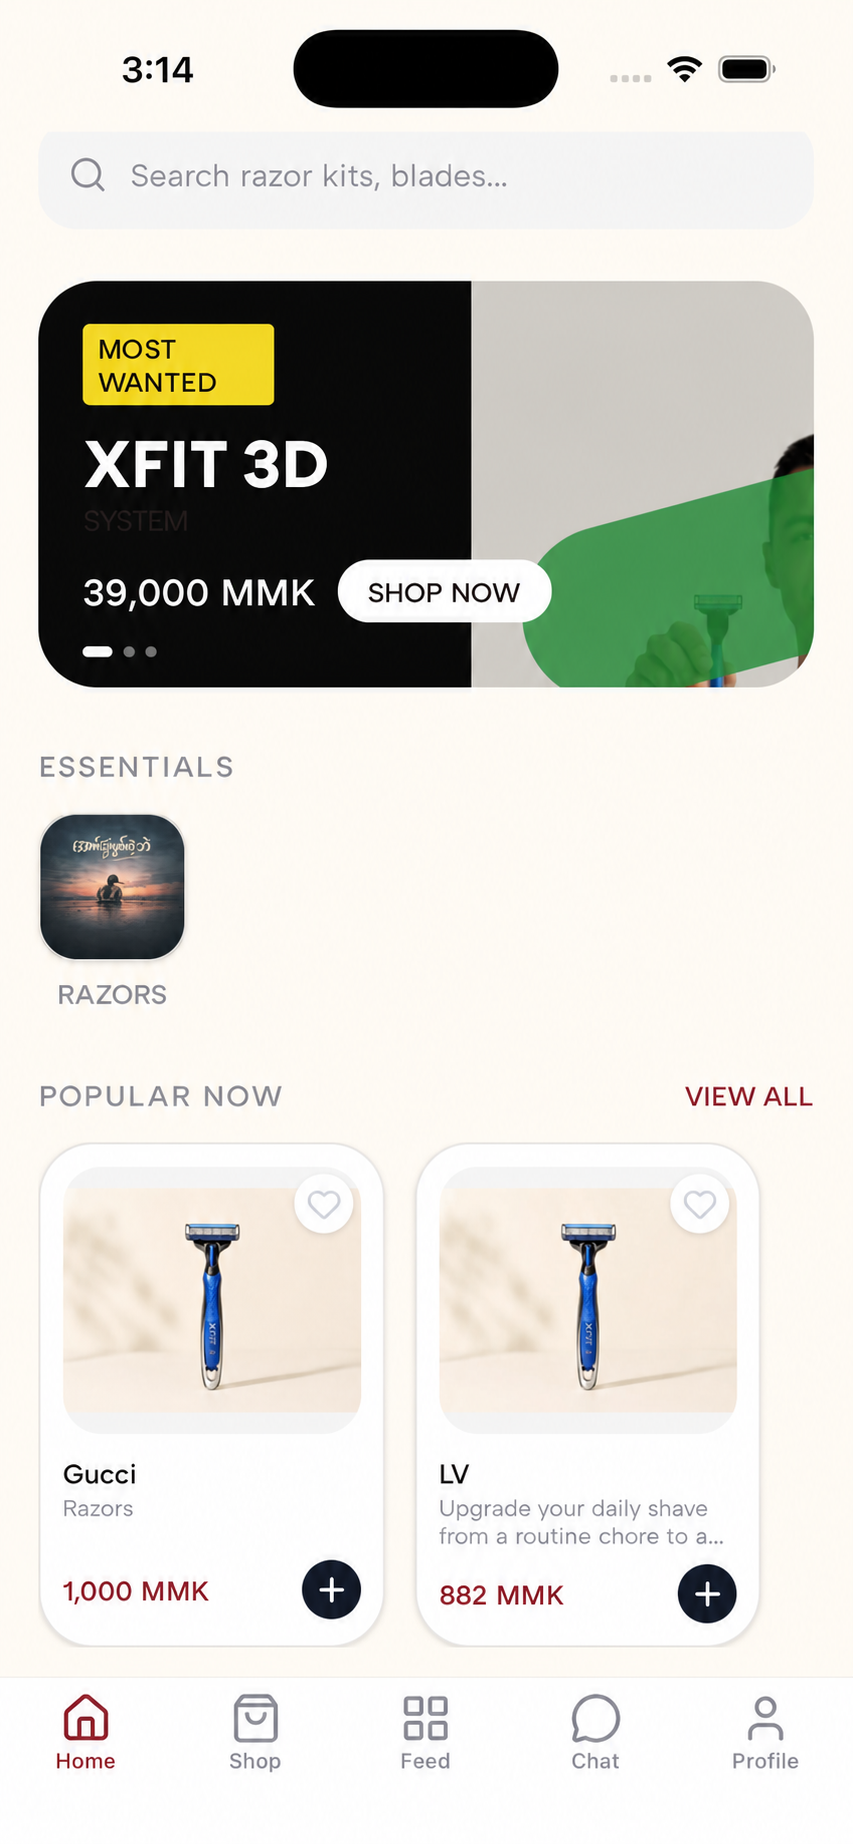 3:14
Search razor kits, blades...
MOST
WANTED
XFIT 3D
SYSTEM
39,000 MMK
SHOP NOW
ESSENTIALS
RAZORS
POPULAR NOW
VIEW ALL
Gucci
Razors
1,000 MMK
LV
Upgrade your daily shave
from a routine chore to a...
882 MMK
Home
Shop
Feed
Chat
Profile